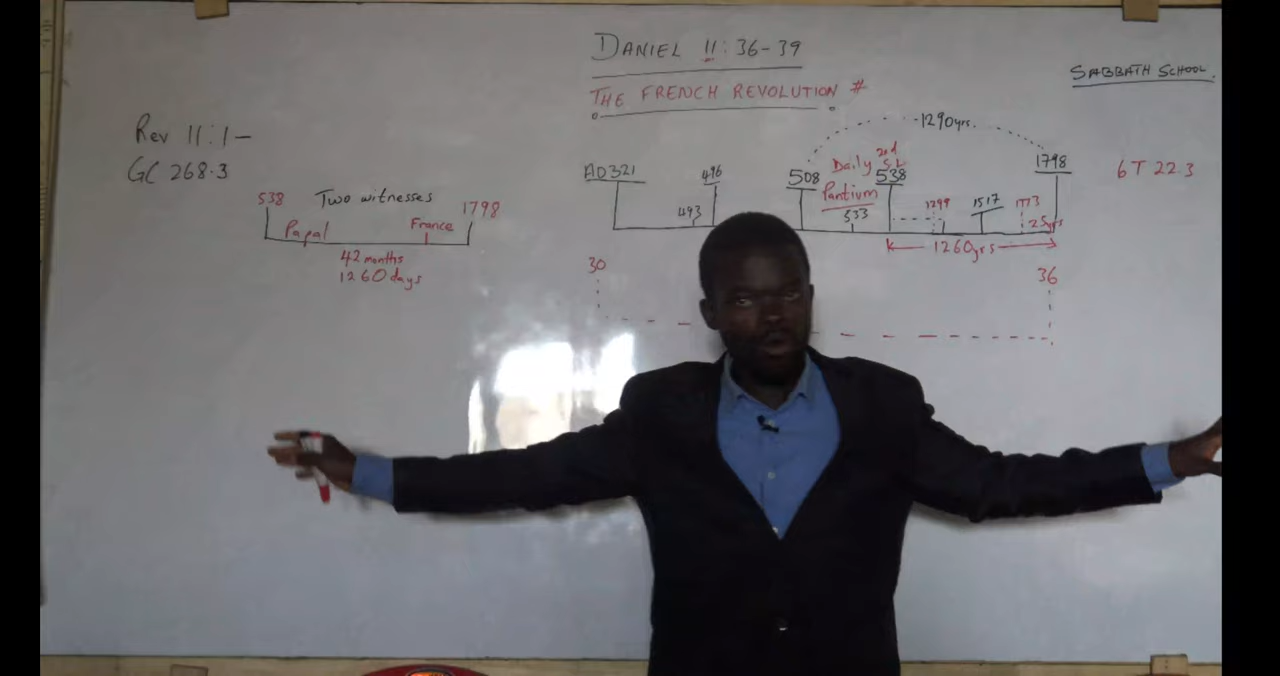 DANIEL 11:36-39
THE FRENCH REVOLUTION #
SABBATH SCHOOL.
Rev 11:1-
GC 268.3
538 Two witnesses 1798
Papal France
42 months
1260 days
1290yrs.
AD321 496 508 Daily 2nd 538 1798
Pantium
493 533 1299 1517 1773
25yrs
1260yrs
30 36
6T 22.3